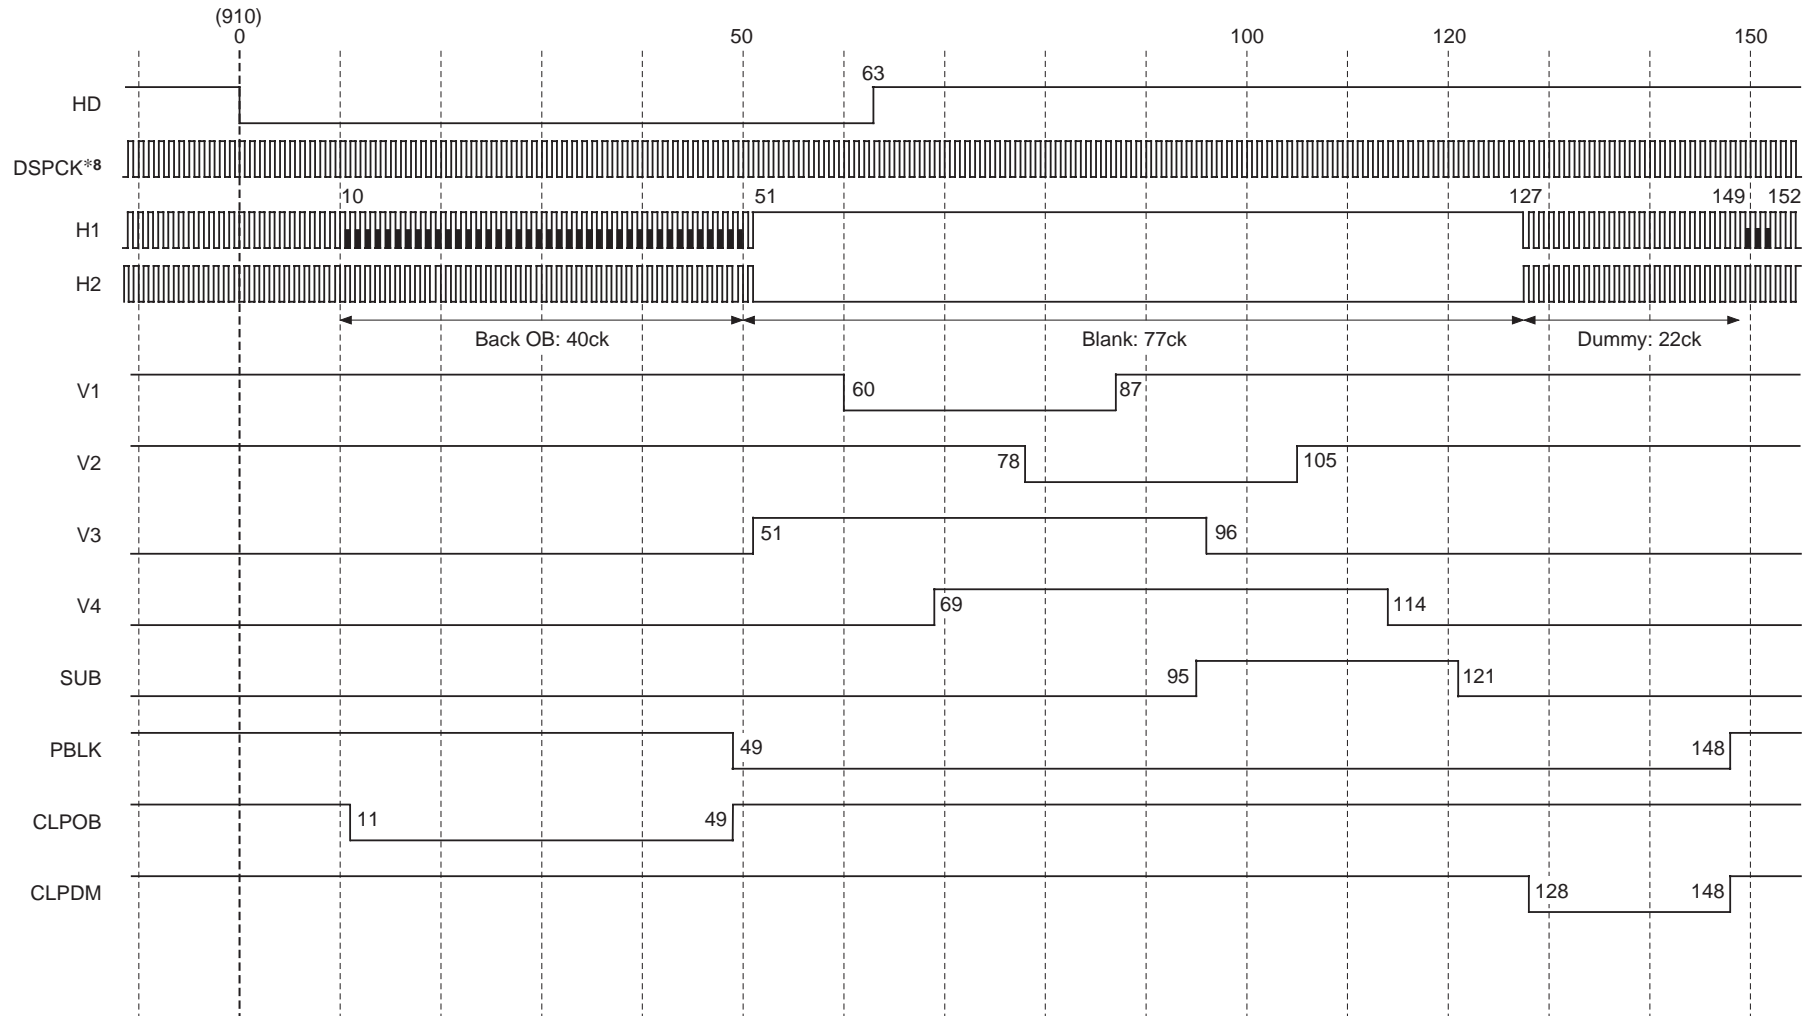 (910)
0 50 100 120 150
63
HD
DSPCK*8
10 51 127 149 152
H1
H2
Back OB: 40ck Blank: 77ck Dummy: 22ck
V1 60 87
V2 78 105
V3 51 96
V4 69 114
SUB 95 121
PBLK 49 148
CLPOB 11 49
CLPDM 128 148